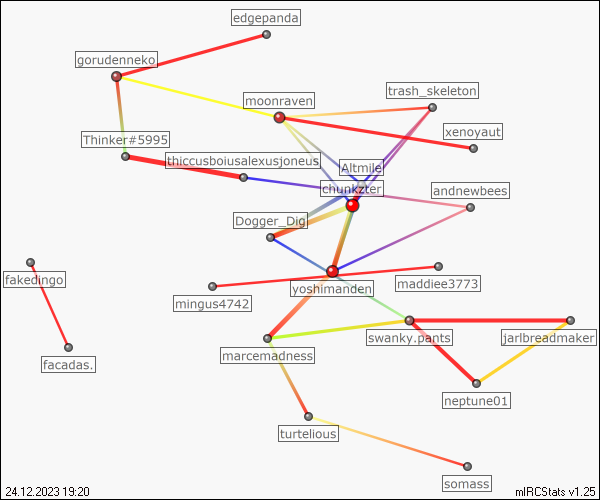 edgepanda
gorudenneko
trash_skeleton
moonraven
xenoyaut
Thinker#5995
thiccusboiusalexusjoneus
Altmile
chunkzter
andnewbees
Dogger_Dig
fakedingo
maddiee3773
yoshimanden
mingus4742
swanky.pants
jarlbreadmaker
marcemadness
facadas.
neptune01
turtelious
somass
24.12.2023 19:20
mIRCStats v1.25